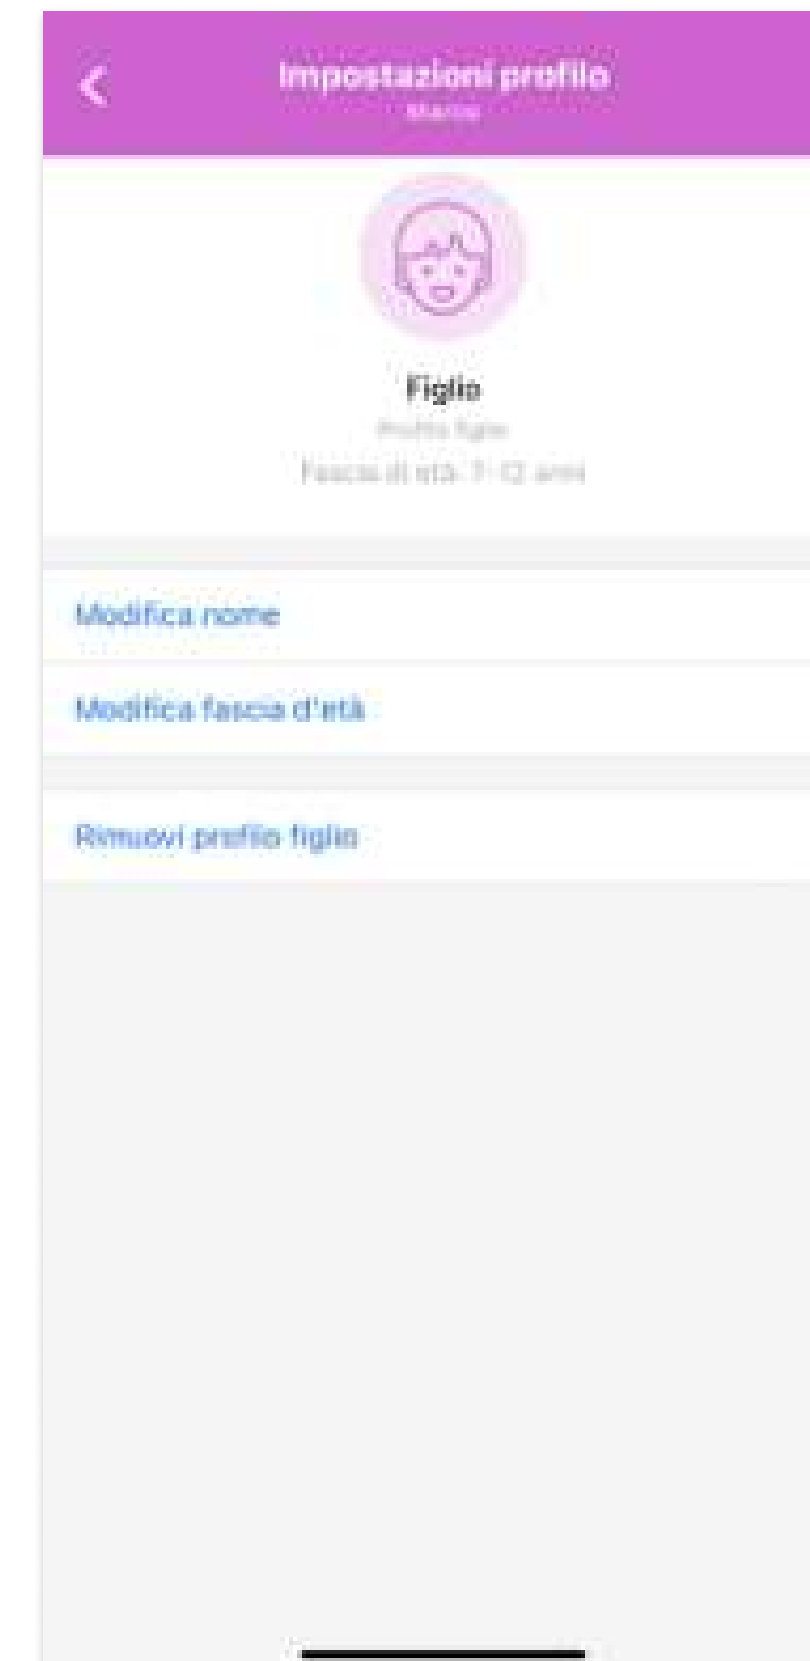 Impostazioni profilo
Figlio
Profilo figlio
Fascia di età: 7-12 anni
Modifica nome
Modifica fascia d'età
Rimuovi profilo figlio